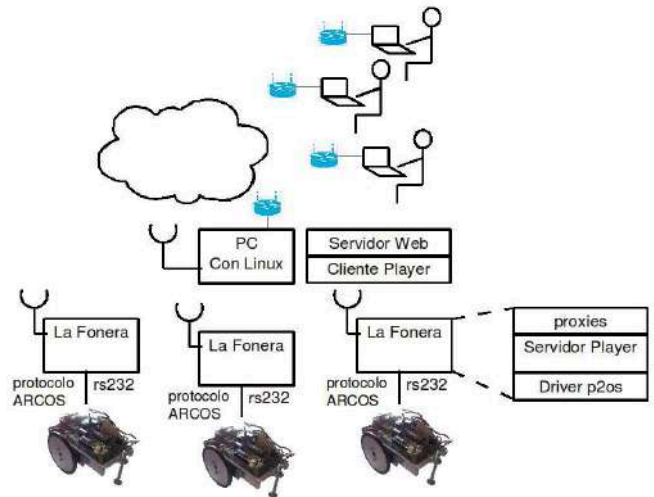 PC
Con Linux
Servidor Web
Cliente Player
La Fonera
La Fonera
La Fonera
proxies
Servidor Player
Driver p2os
protocolo
ARCOS
rs232
protocolo
ARCOS
rs232
protocolo
ARCOS
rs232